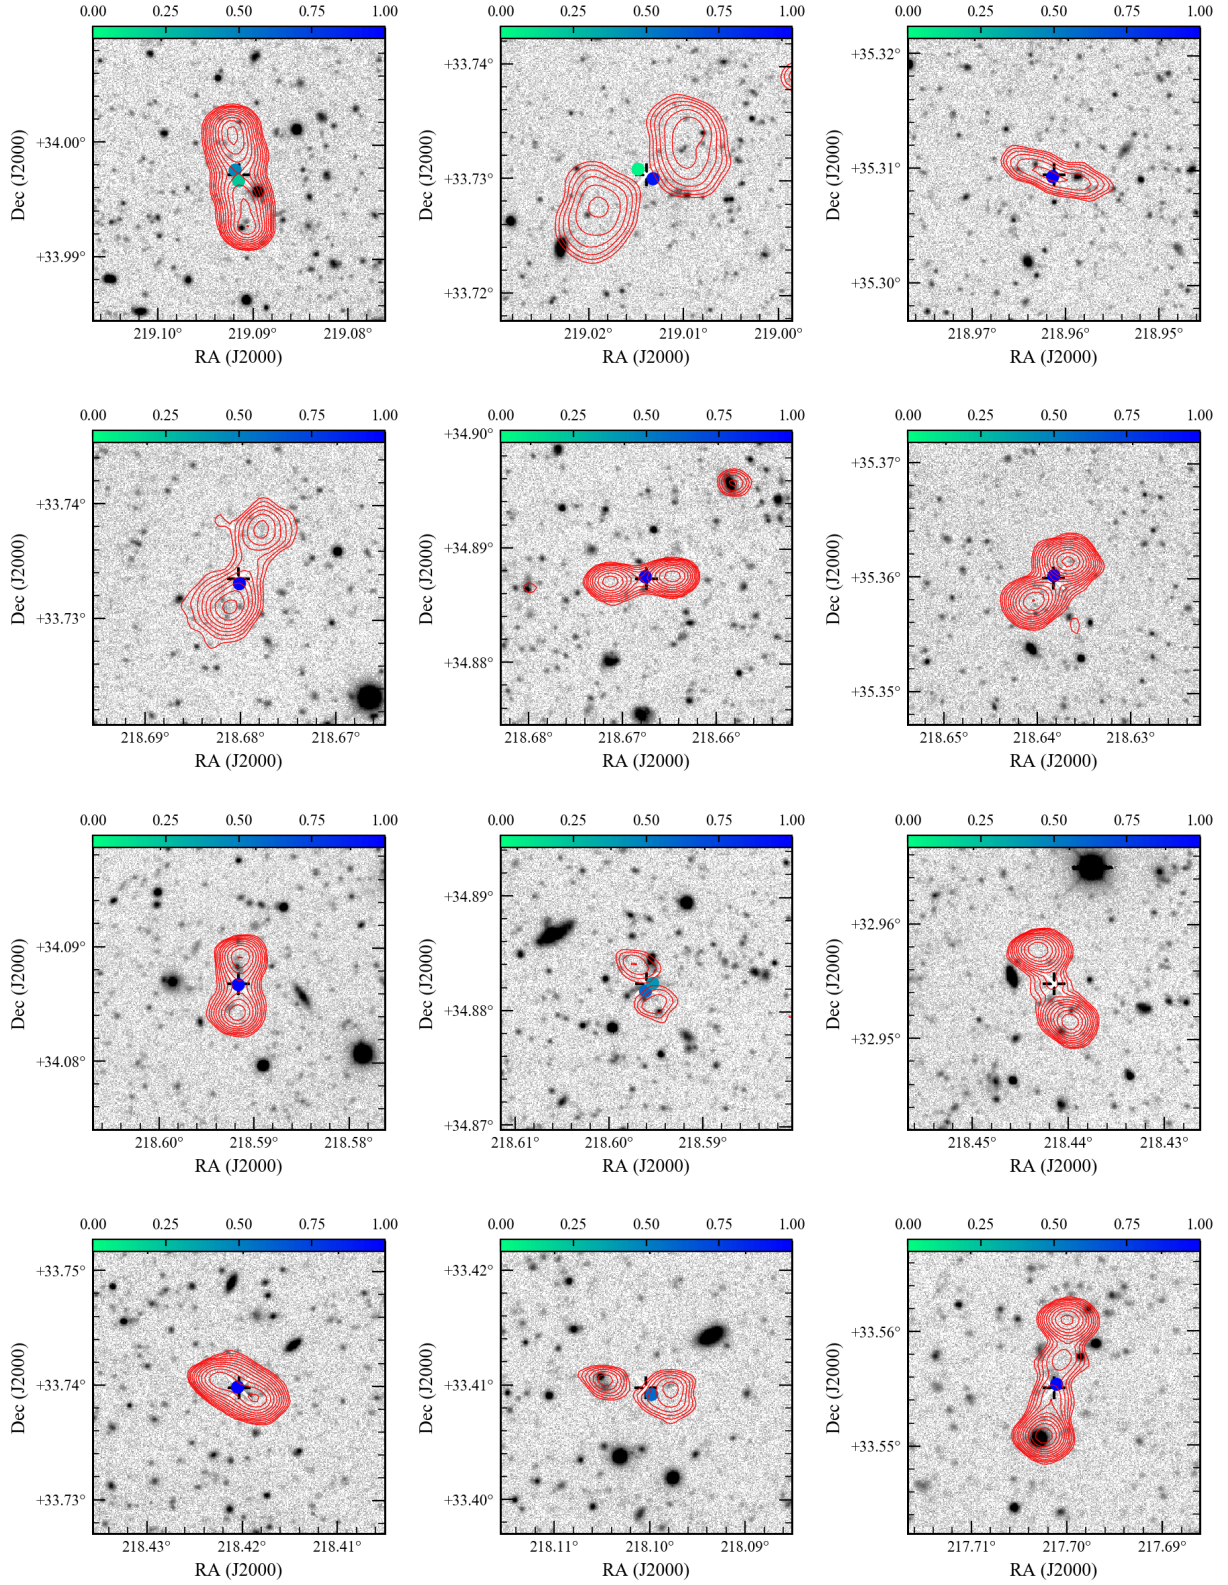 0.00 0.25 0.50 0.75 1.00 0.00 0.25 0.50 0.75 1.00 0.00 0.25 0.50 0.75 1.00
+34.00°
+33.99°
Dec (J2000)
219.10° 219.09° 219.08°
RA (J2000)
+33.74°
+33.73°
+33.72°
Dec (J2000)
219.02° 219.01° 219.00°
RA (J2000)
+35.32°
+35.31°
+35.30°
Dec (J2000)
218.97° 218.96° 218.95°
RA (J2000)
0.00 0.25 0.50 0.75 1.00 0.00 0.25 0.50 0.75 1.00 0.00 0.25 0.50 0.75 1.00
+33.74°
+33.73°
Dec (J2000)
218.69° 218.68° 218.67°
RA (J2000)
+34.90°
+34.89°
+34.88°
Dec (J2000)
218.68° 218.67° 218.66°
RA (J2000)
+35.37°
+35.36°
+35.35°
Dec (J2000)
218.65° 218.64° 218.63°
RA (J2000)
0.00 0.25 0.50 0.75 1.00 0.00 0.25 0.50 0.75 1.00 0.00 0.25 0.50 0.75 1.00
+34.09°
+34.08°
Dec (J2000)
218.60° 218.59° 218.58°
RA (J2000)
+34.89°
+34.88°
+34.87°
Dec (J2000)
218.61° 218.60° 218.59°
RA (J2000)
+32.96°
+32.95°
Dec (J2000)
218.45° 218.44° 218.43°
RA (J2000)
0.00 0.25 0.50 0.75 1.00 0.00 0.25 0.50 0.75 1.00 0.00 0.25 0.50 0.75 1.00
+33.75°
+33.74°
+33.73°
Dec (J2000)
218.43° 218.42° 218.41°
RA (J2000)
+33.42°
+33.41°
+33.40°
Dec (J2000)
218.11° 218.10° 218.09°
RA (J2000)
+33.56°
+33.55°
Dec (J2000)
217.71° 217.70° 217.69°
RA (J2000)